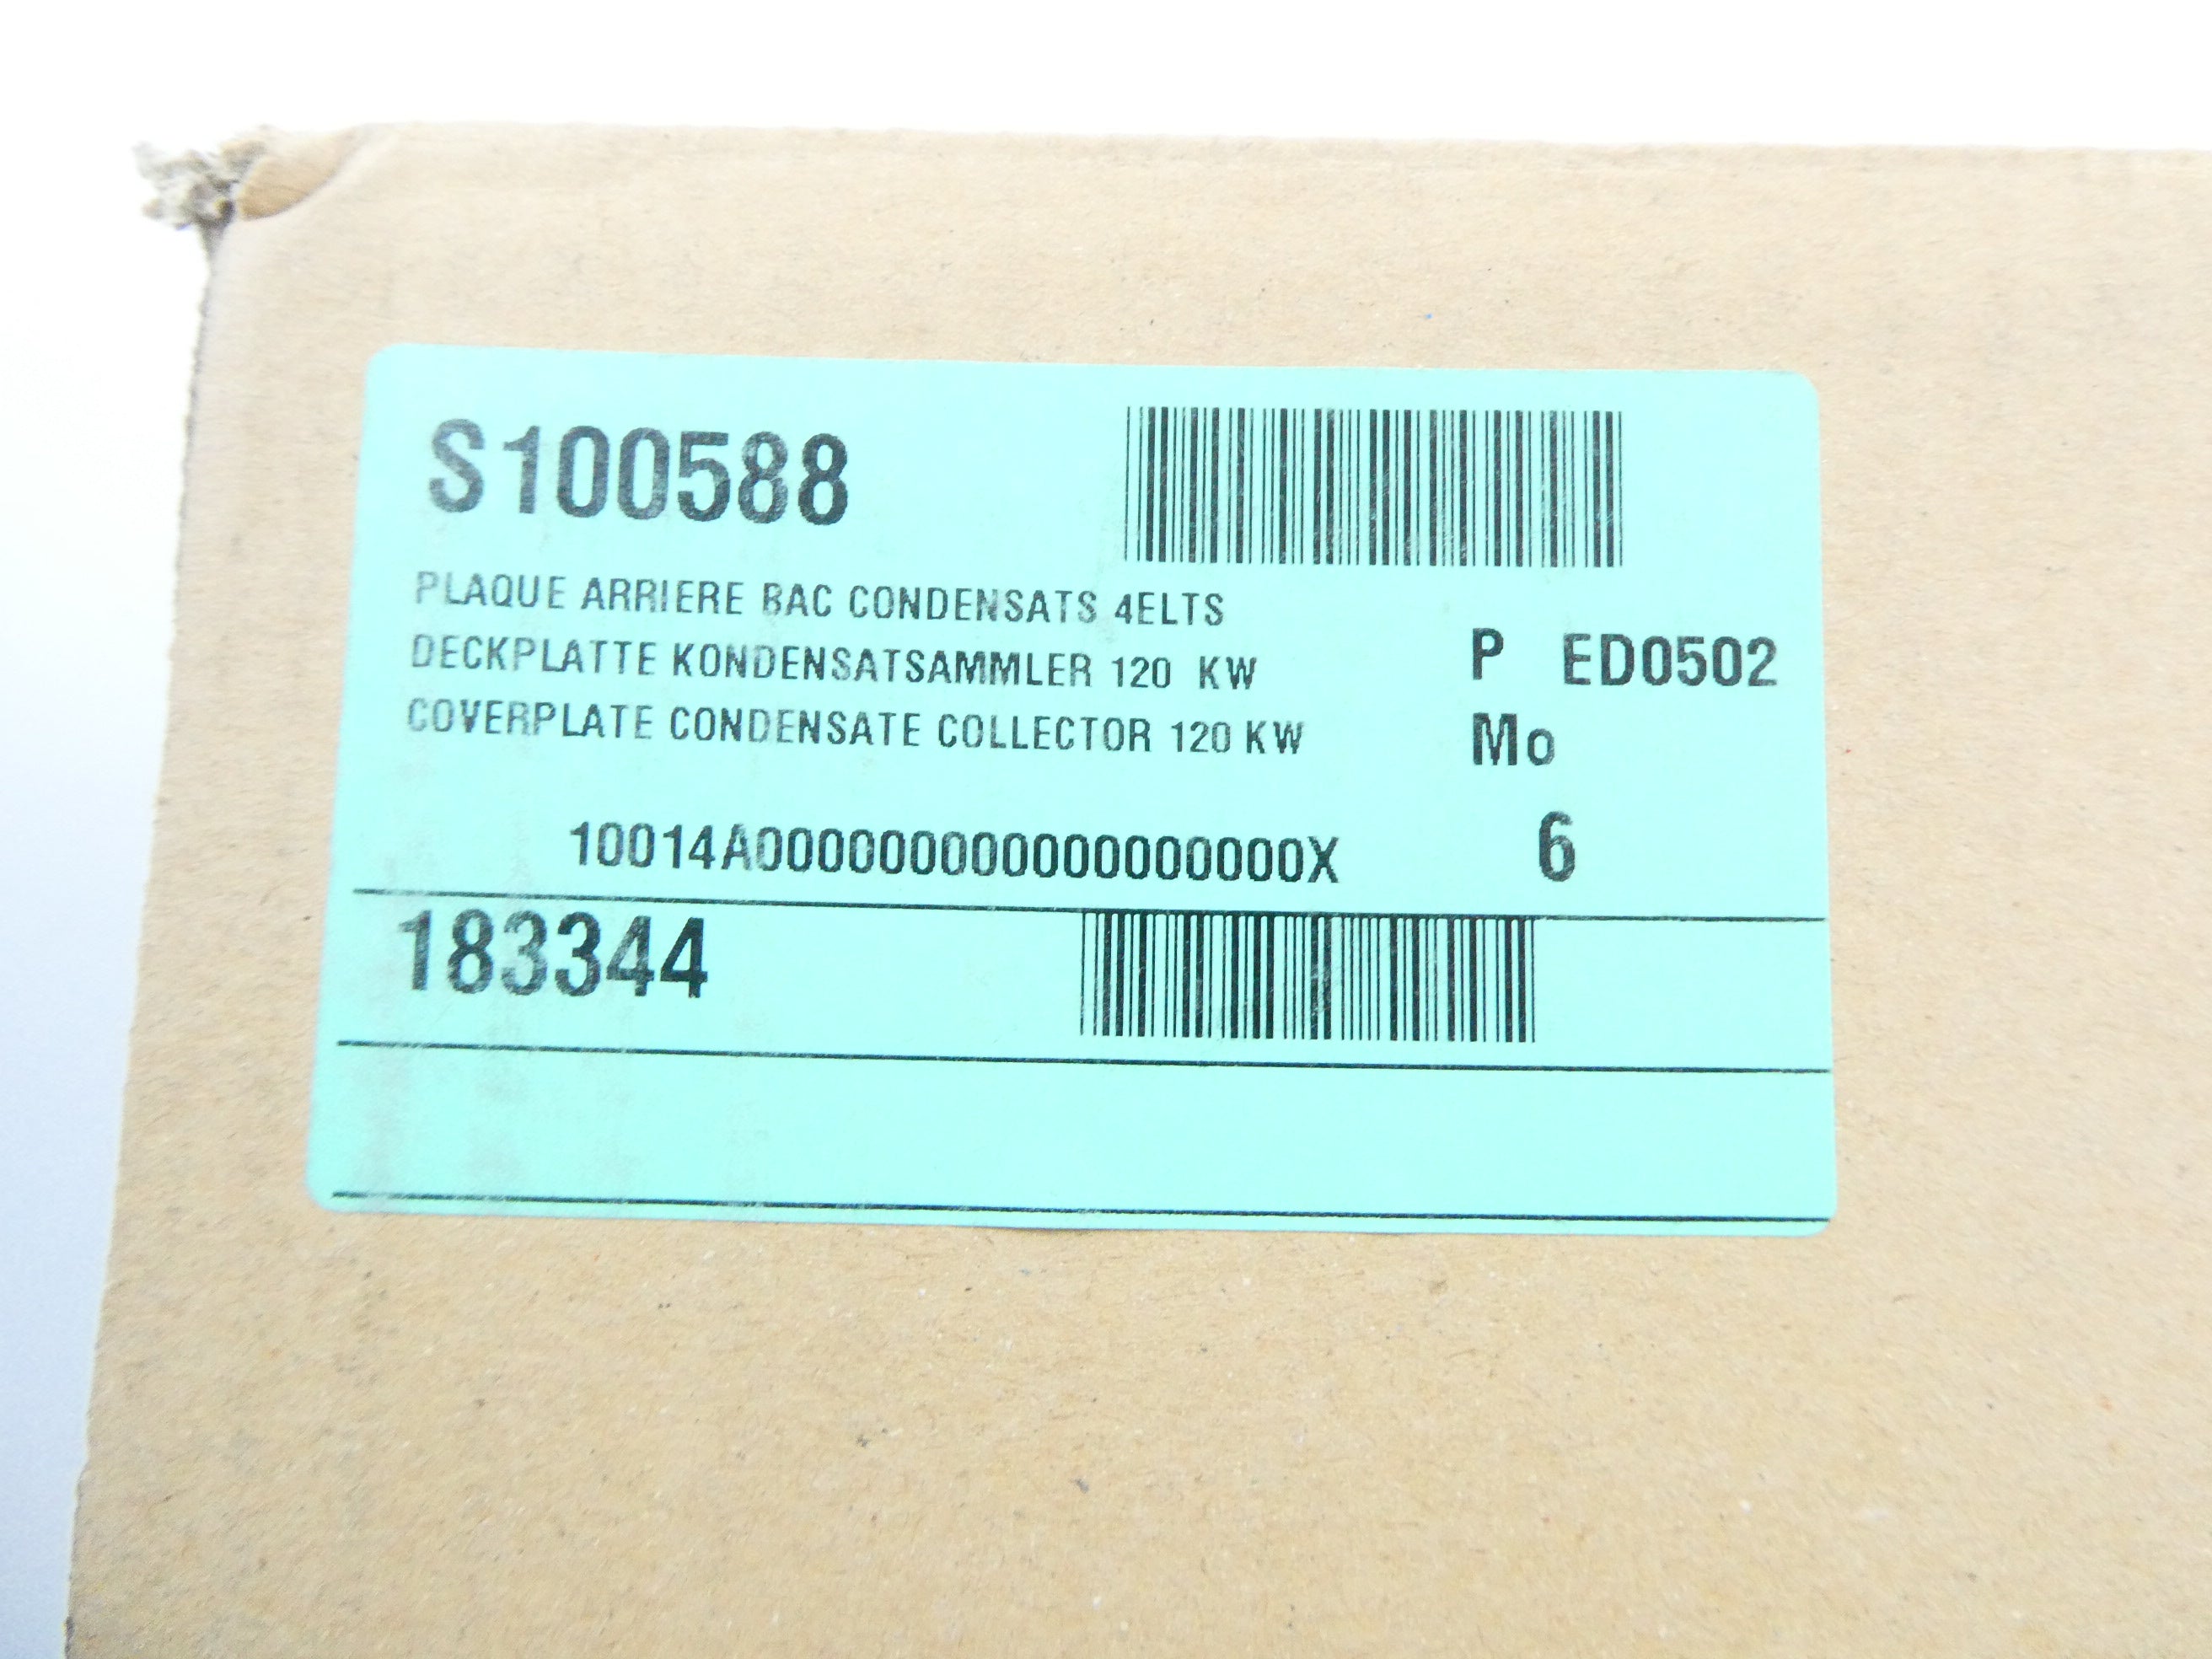 S100588
PLAQUE ARRIERE BAC CONDENSATS 4ELTS
DECKPLATTE KONDENSATSAMMLER 120 KW
COVERPLATE CONDENSATE COLLECTOR 120 KW
P ED0502
Mo
10014A000000000000000000X
6
183344